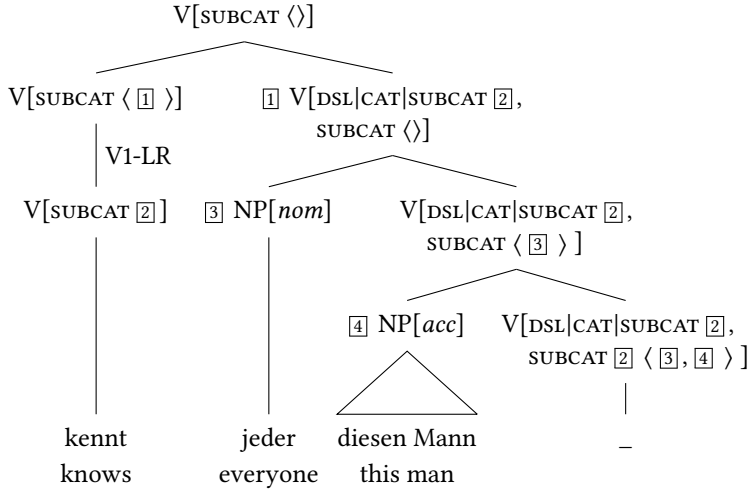 V[SUBCAT ⟨⟩]
V[SUBCAT ⟨ 1 ⟩] 1 V[DSL|CAT|SUBCAT 2,
SUBCAT ⟨⟩]
V1-LR
V[SUBCAT 2] 3 NP[nom] V[DSL|CAT|SUBCAT 2,
SUBCAT ⟨ 3 ⟩ ]
4 NP[acc] V[DSL|CAT|SUBCAT 2,
SUBCAT 2 ⟨ 3, 4 ⟩ ]
kennt jeder diesen Mann _
knows everyone this man